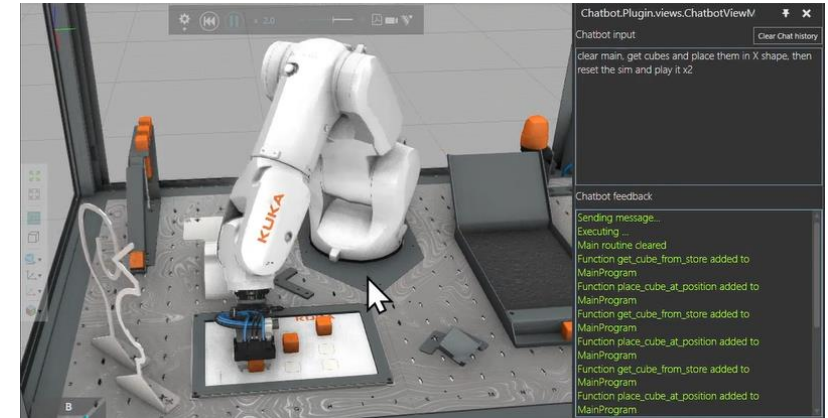 Chatbot.Plugin.views.ChatbotViewM
Chatbot input
Clear Chat history
clear main, get cubes and place them in X shape, then
reset the sim and play it x2
Chatbot feedback
Sending message...
Executing ...
Main routine cleared
Function get_cube_from_store added to
MainProgram
Function place_cube_at_position added to
MainProgram
Function get_cube_from_store added to
MainProgram
Function place_cube_at_position added to
MainProgram
Function get_cube_from_store added to
MainProgram
Function place_cube_at_position added to
MainProgram
2.0
KUKA
KUKA
B